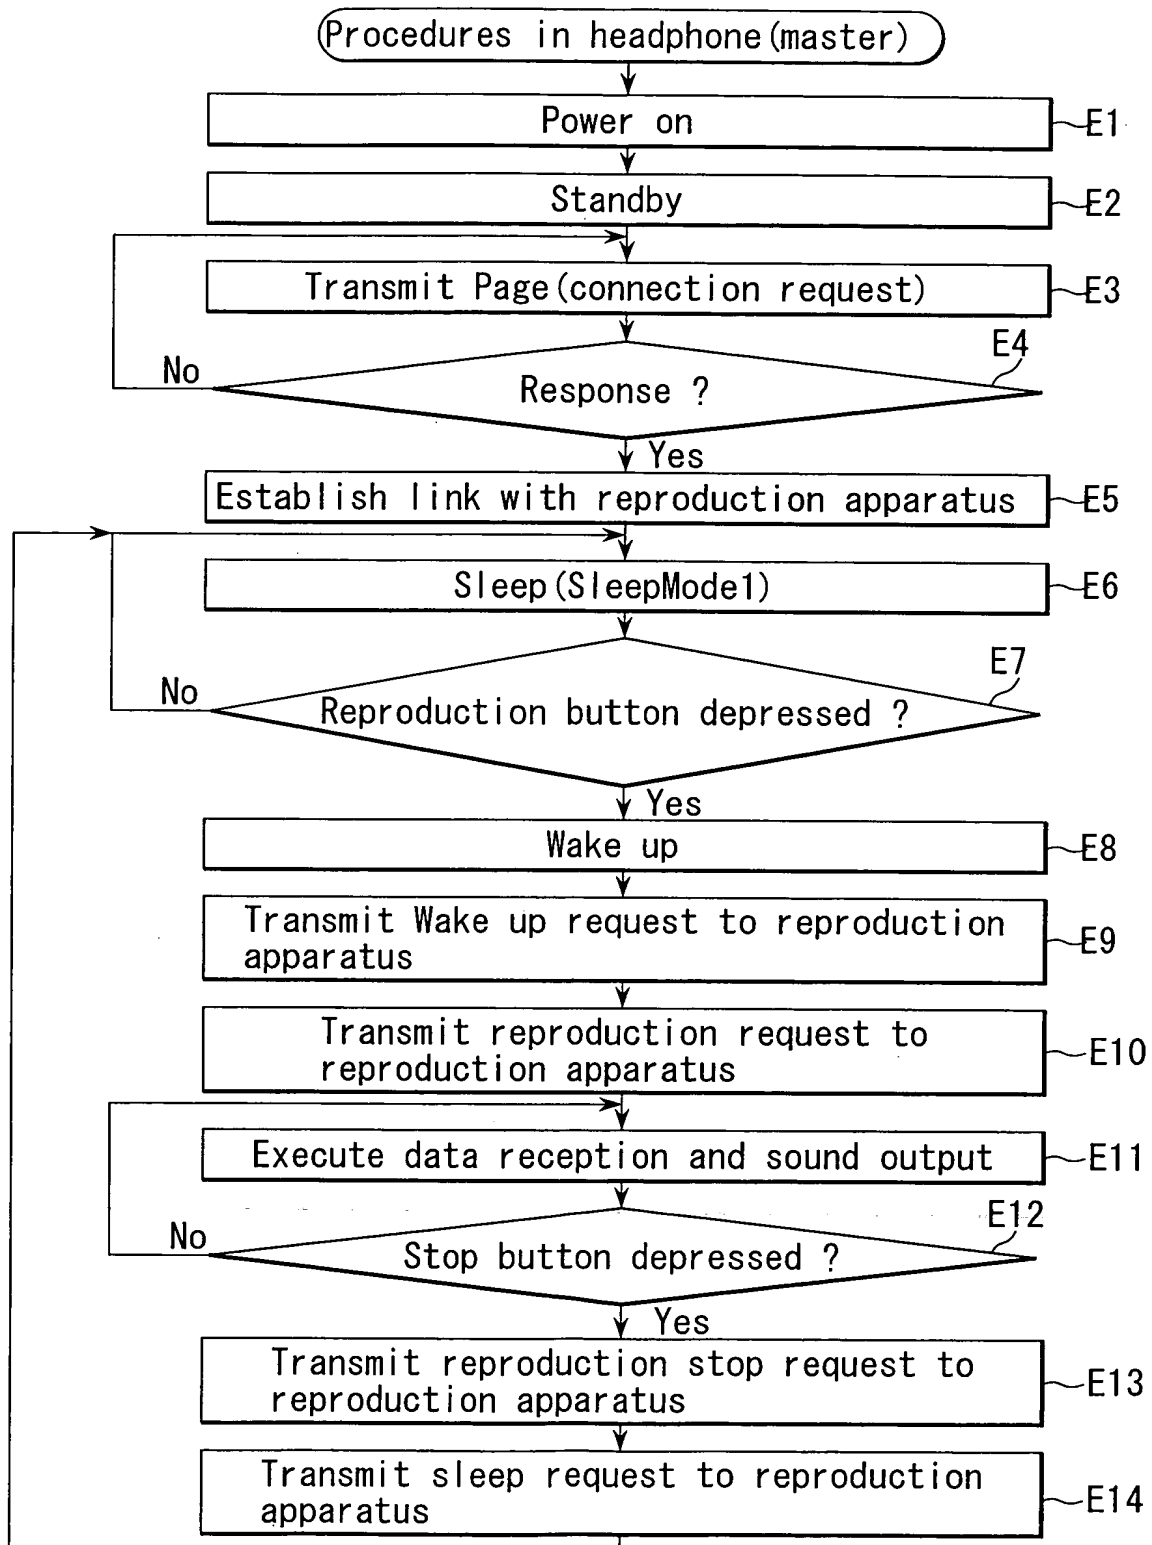 Procedures in headphone(master)
Power on
E1
Standby
E2
Transmit Page(connection request)
E3
E4
No
Response ?
Yes
Establish link with reproduction apparatus
E5
Sleep(SleepMode1)
E6
E7
No
Reproduction button depressed ?
Yes
Wake up
E8
Transmit Wake up request to reproduction
apparatus
E9
Transmit reproduction request to
reproduction apparatus
E10
Execute data reception and sound output
E11
E12
No
Stop button depressed ?
Yes
Transmit reproduction stop request to
reproduction apparatus
E13
Transmit sleep request to reproduction
apparatus
E14